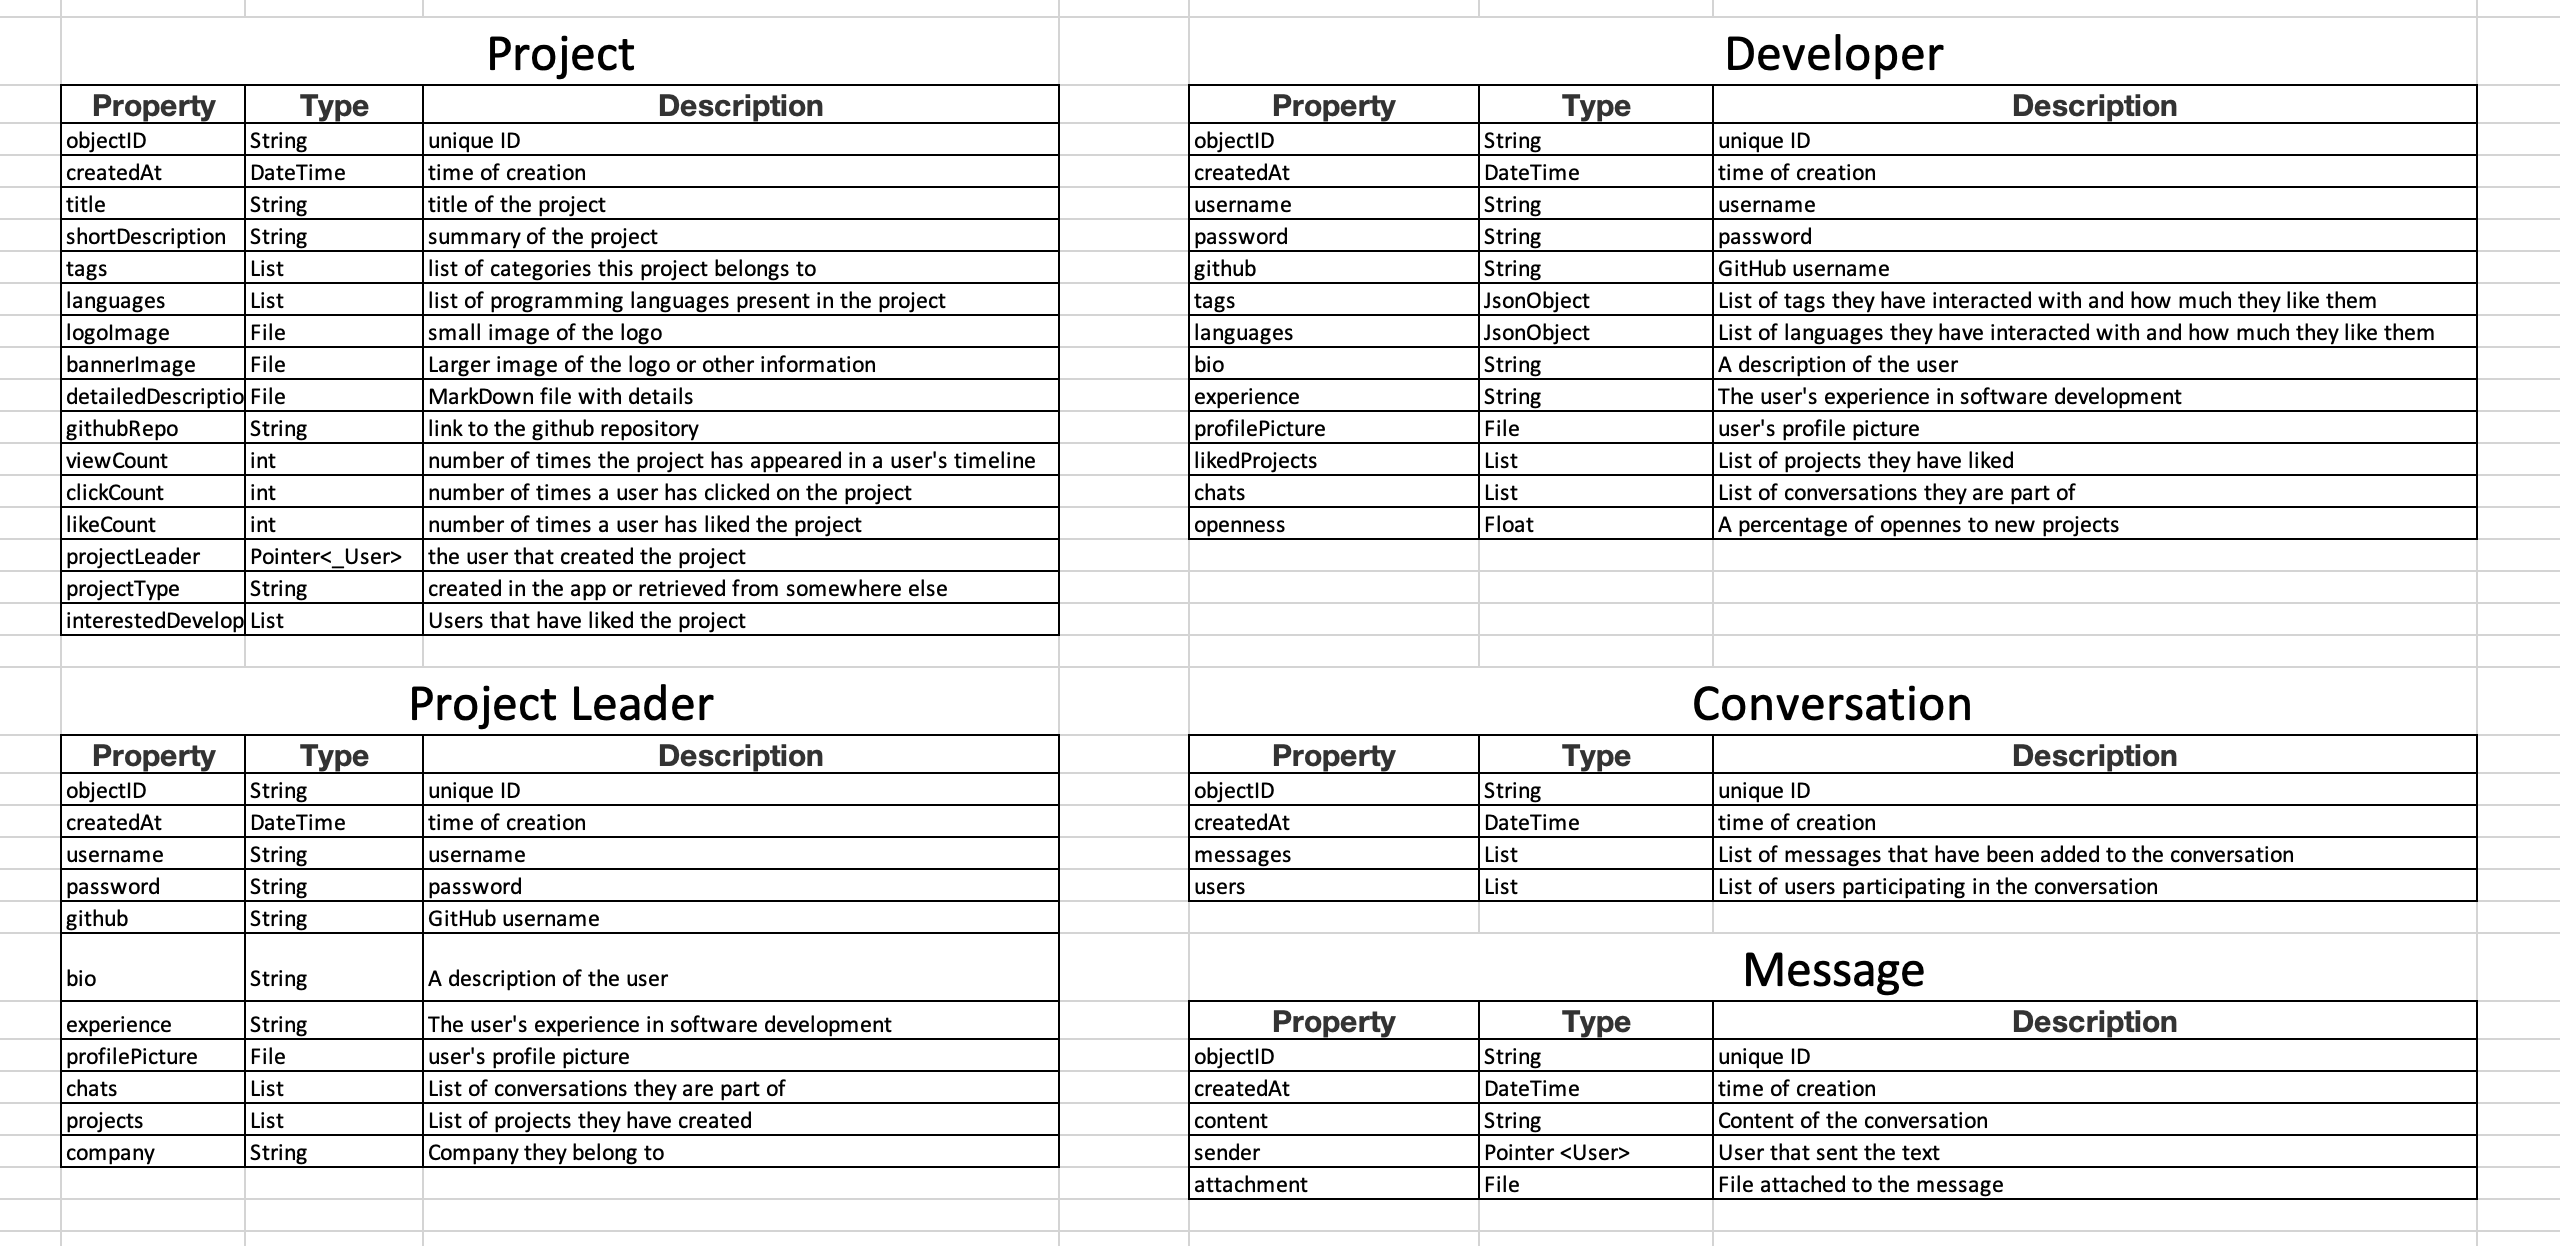 Project
Property Type Description
objectID String unique ID
createdAt DateTime time of creation
title String title of the project
shortDescription String summary of the project
tags List list of categories this project belongs to
languages List list of programming languages present in the project
logoImage File small image of the logo
bannerImage File Larger image of the logo or other information
detailedDescriptio File MarkDown file with details
githubRepo String link to the github repository
viewCount int number of times the project has appeared in a user's timeline
clickCount int number of times a user has clicked on the project
likeCount int number of times a user has liked the project
projectLeader Pointer<_User> the user that created the project
projectType String created in the app or retrieved from somewhere else
interestedDevelop List Users that have liked the project
Developer
Property Type Description
objectID String unique ID
createdAt DateTime time of creation
username String username
password String password
github String GitHub username
tags JsonObject List of tags they have interacted with and how much they like them
languages JsonObject List of languages they have interacted with and how much they like them
bio String A description of the user
experience String The user's experience in software development
profilePicture File user's profile picture
likedProjects List List of projects they have liked
chats List List of conversations they are part of
openness Float A percentage of opennes to new projects
Project Leader
Property Type Description
objectID String unique ID
createdAt DateTime time of creation
username String username
password String password
github String GitHub username
bio String A description of the user
experience String The user's experience in software development
profilePicture File user's profile picture
chats List List of conversations they are part of
projects List List of projects they have created
company String Company they belong to
Conversation
Property Type Description
objectID String unique ID
createdAt DateTime time of creation
messages List List of messages that have been added to the conversation
users List List of users participating in the conversation
Message
Property Type Description
objectID String unique ID
createdAt DateTime time of creation
content String Content of the conversation
sender Pointer <User> User that sent the text
attachment File File attached to the message